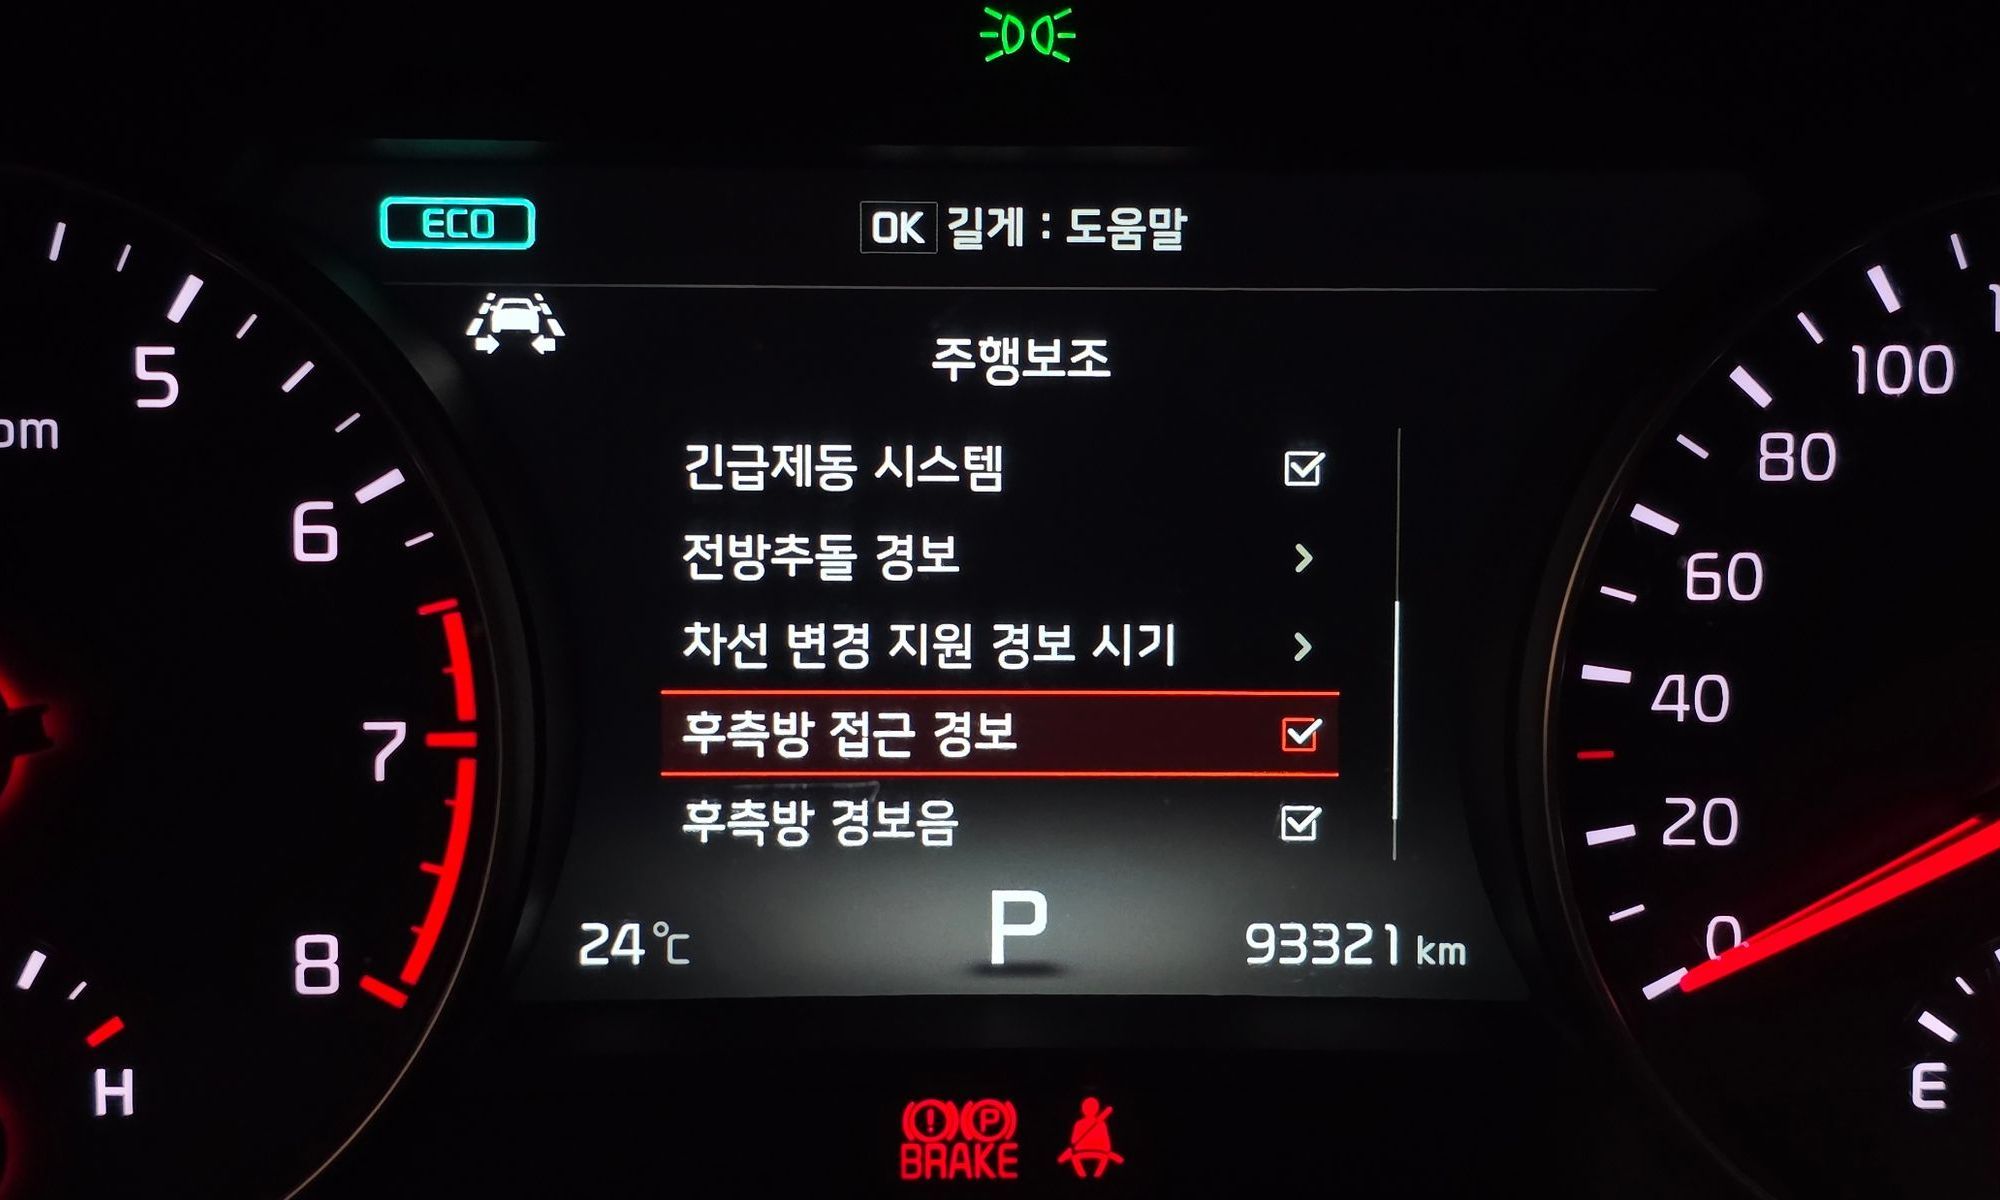 ECO
OK 길게 : 도움말
주행보조
긴급제동 시스템
전방추돌 경보
차선 변경 지원 경보 시기
후측방 접근 경보
후측방 경보음
24°C
P
93321 km
5
6
7
8
H
100
80
60
40
20
0
E
P
BRAKE